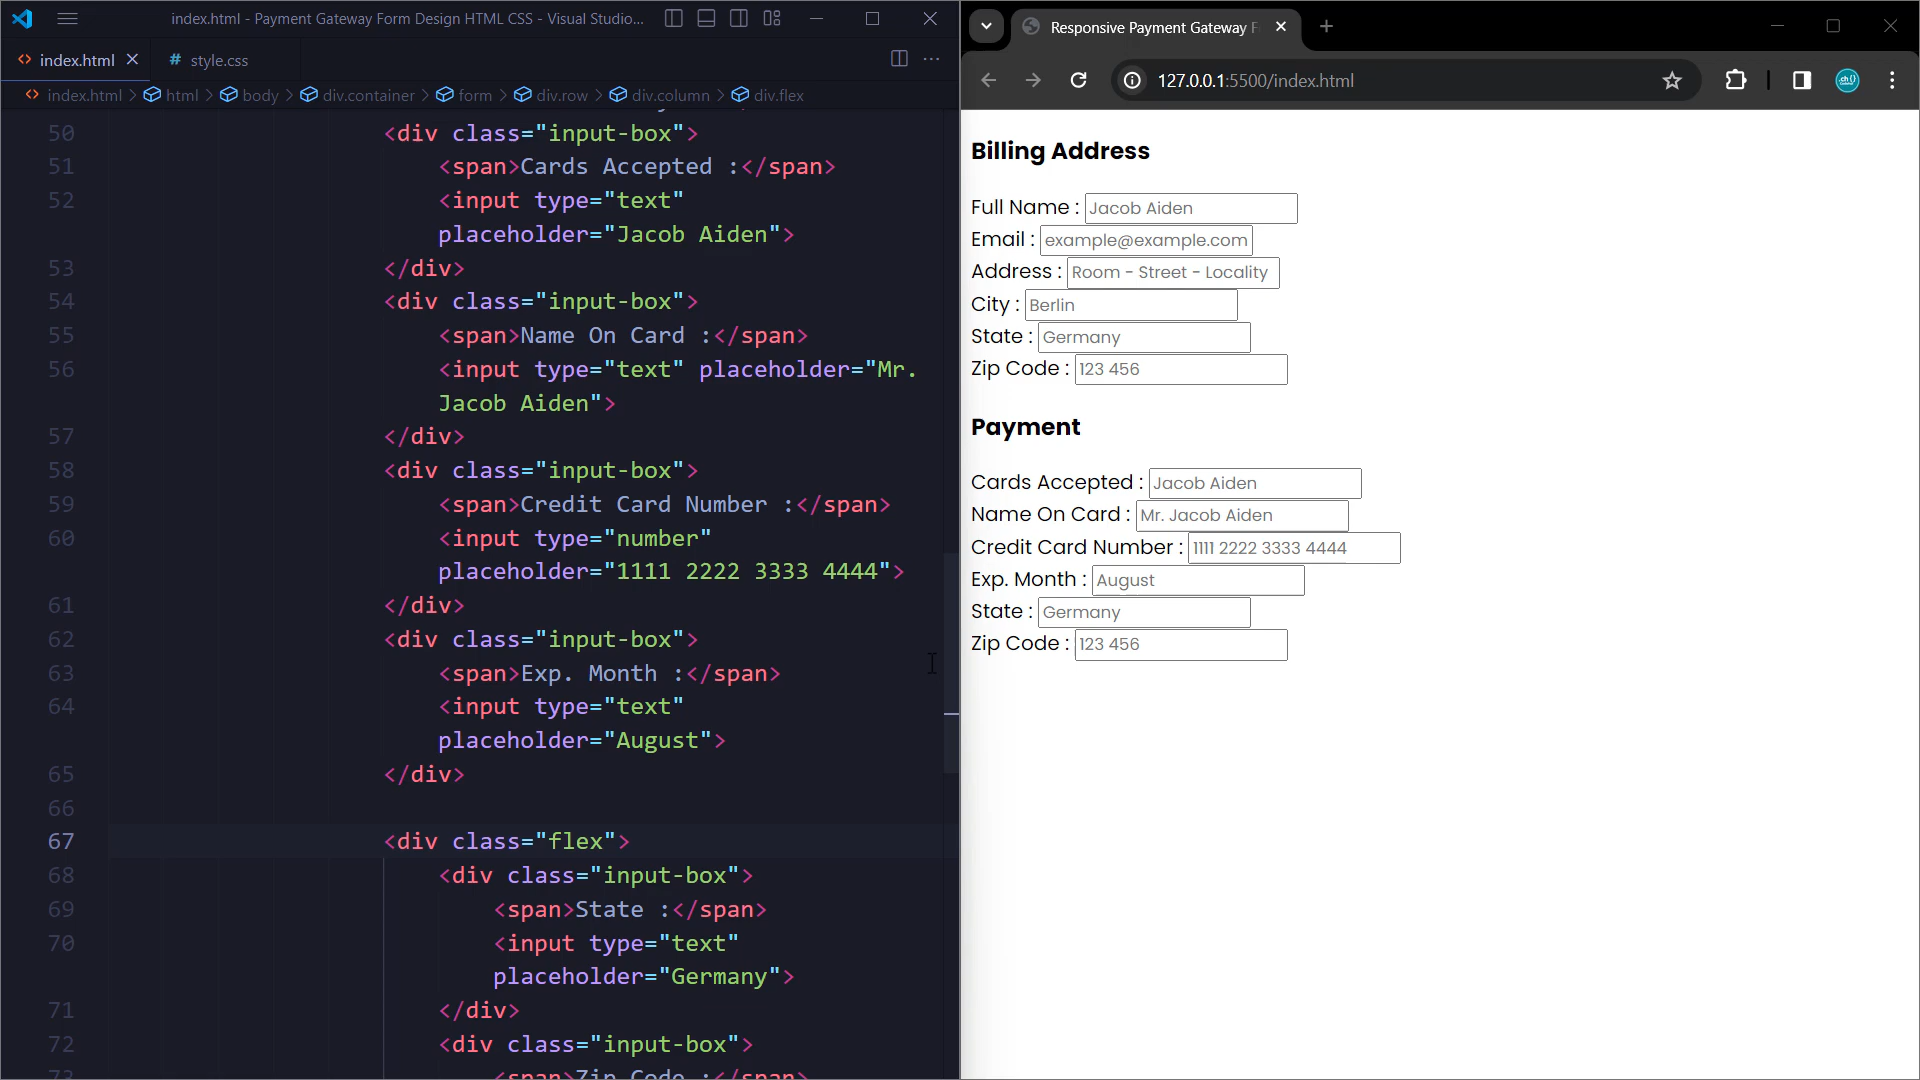 index.html - Payment Gateway Form Design HTML CSS - Visual Studio...
index.html
# style.css
index.html > html > body > div.container > form > div.row > div.column > div.flex
50 <div class="input-box">
51 <span>Cards Accepted :</span>
52 <input type="text"
placeholder="Jacob Aiden">
53 </div>
54 <div class="input-box">
55 <span>Name On Card :</span>
56 <input type="text" placeholder="Mr.
Jacob Aiden">
57 </div>
58 <div class="input-box">
59 <span>Credit Card Number :</span>
60 <input type="number"
placeholder="1111 2222 3333 4444">
61 </div>
62 <div class="input-box">
63 <span>Exp. Month :</span>
64 <input type="text"
placeholder="August">
65 </div>
66
67 <div class="flex">
68 <div class="input-box">
69 <span>State :</span>
70 <input type="text"
placeholder="Germany">
71 </div>
72 <div class="input-box">
73 <span>Zip Code :</span>
Responsive Payment Gateway F
127.0.0.1:5500/index.html
Billing Address
Full Name : Jacob Aiden
Email : example@example.com
Address : Room - Street - Locality
City : Berlin
State : Germany
Zip Code : 123 456
Payment
Cards Accepted : Jacob Aiden
Name On Card : Mr. Jacob Aiden
Credit Card Number : 1111 2222 3333 4444
Exp. Month : August
State : Germany
Zip Code : 123 456